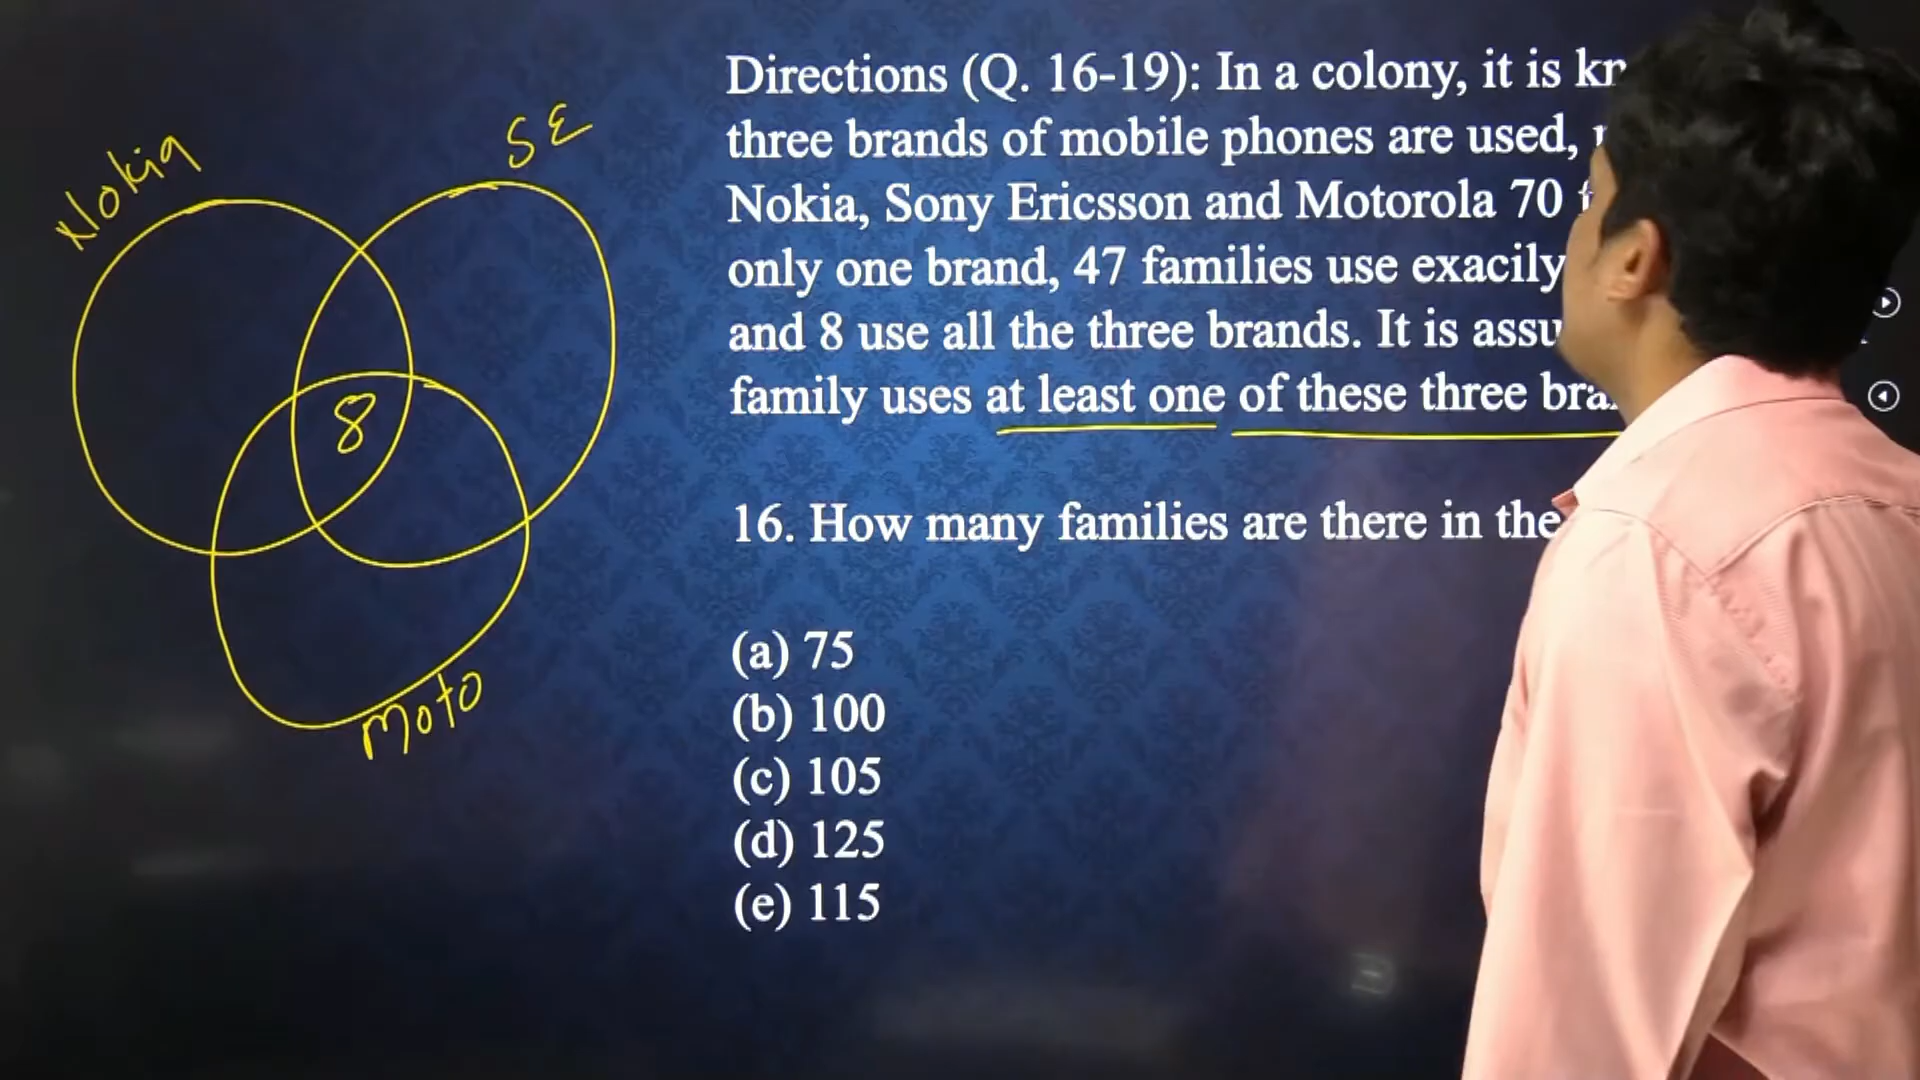 Nokia
SE
8
Moto
Directions (Q. 16-19): In a colony, it is
three brands of mobile phones are used,
Nokia, Sony Ericsson and Motorola 70
only one brand, 47 families use exacily
and 8 use all the three brands. It is
family uses at least one of these three
16. How many families are there in the
(a) 75
(b) 100
(c) 105
(d) 125
(e) 115